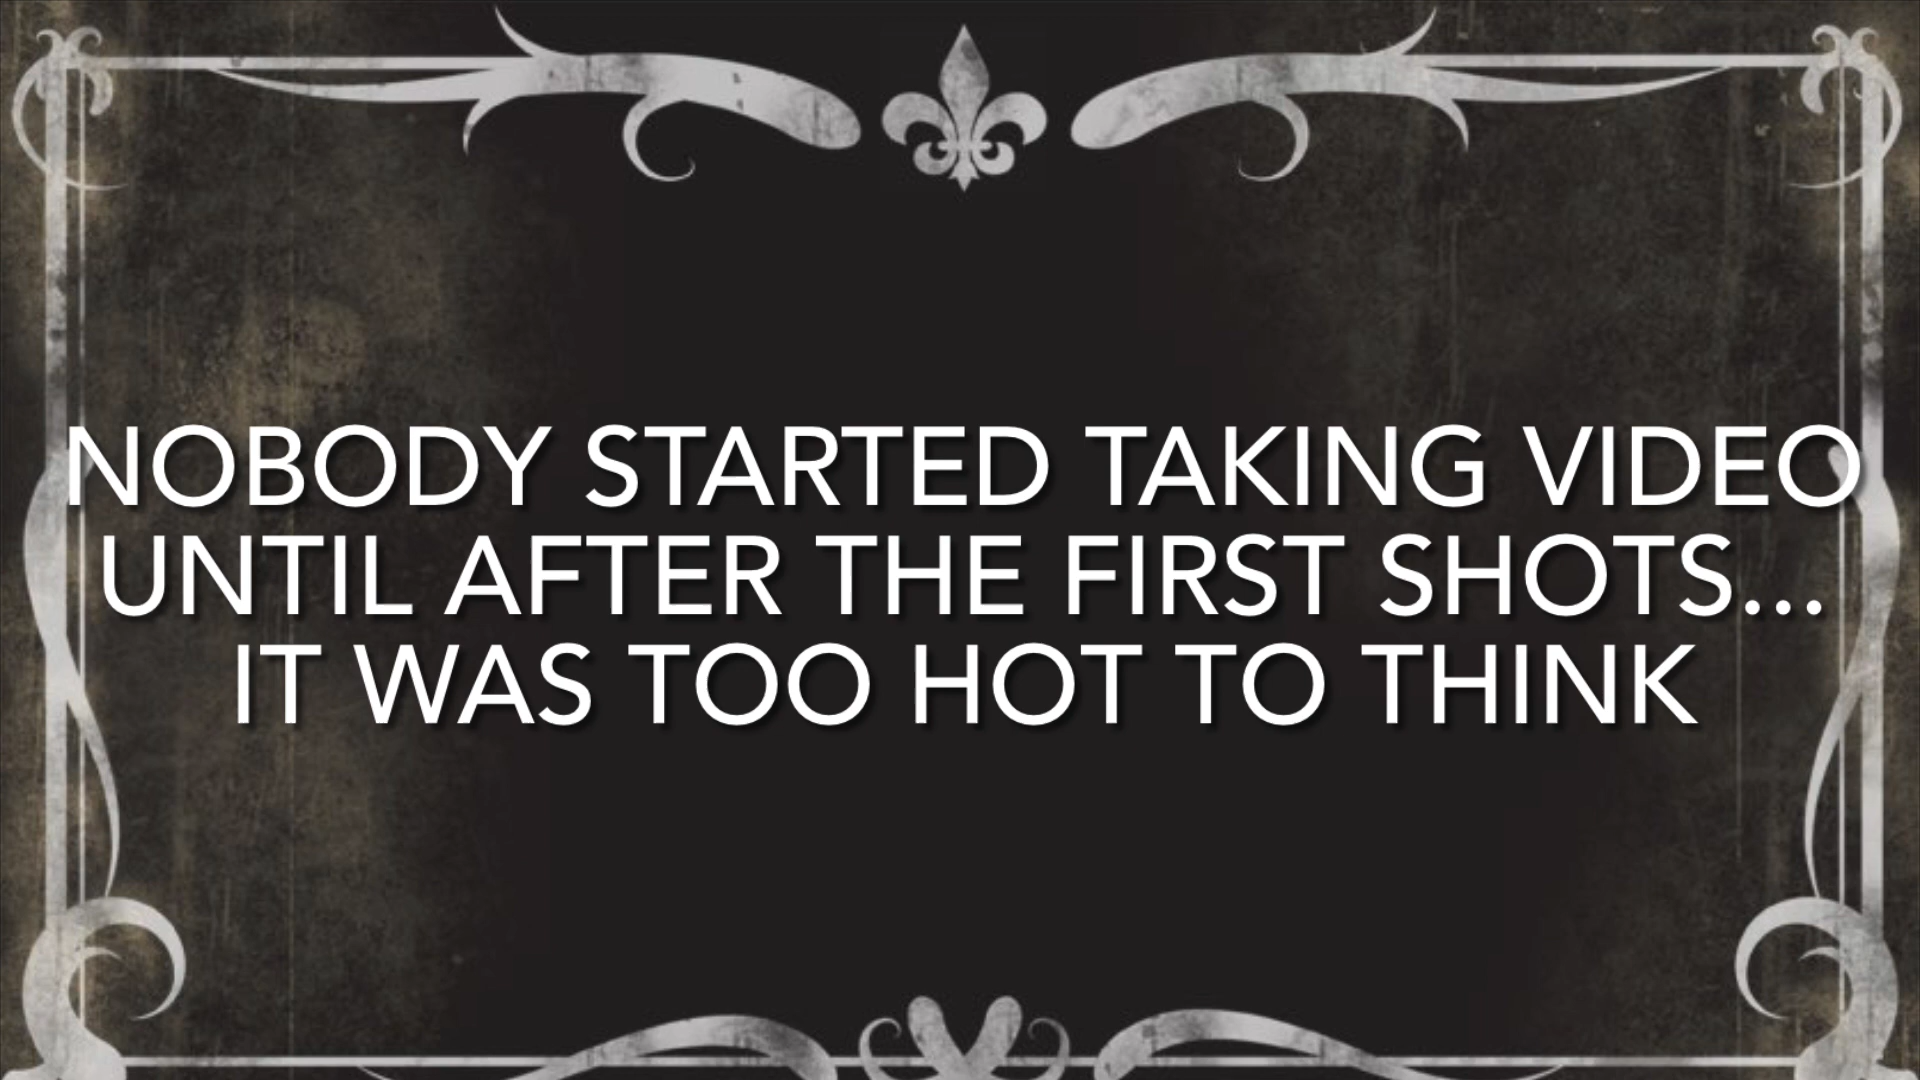 NOBODY STARTED TAKING VIDEO
UNTIL AFTER THE FIRST SHOTS...
IT WAS TOO HOT TO THINK